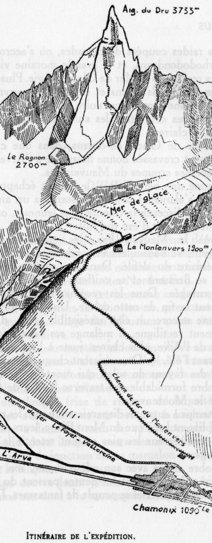 Aig. du Dru 3755m
Le Rognon
2700m
Mer de glace
Le Montenvers 1900m
Chemin de fer du Montenvers
Chemin de fer Le Fayet - Vallorcine
L'Arve
Chamonix 1090m
ITINÉRAIRE DE L'EXPÉDITION.